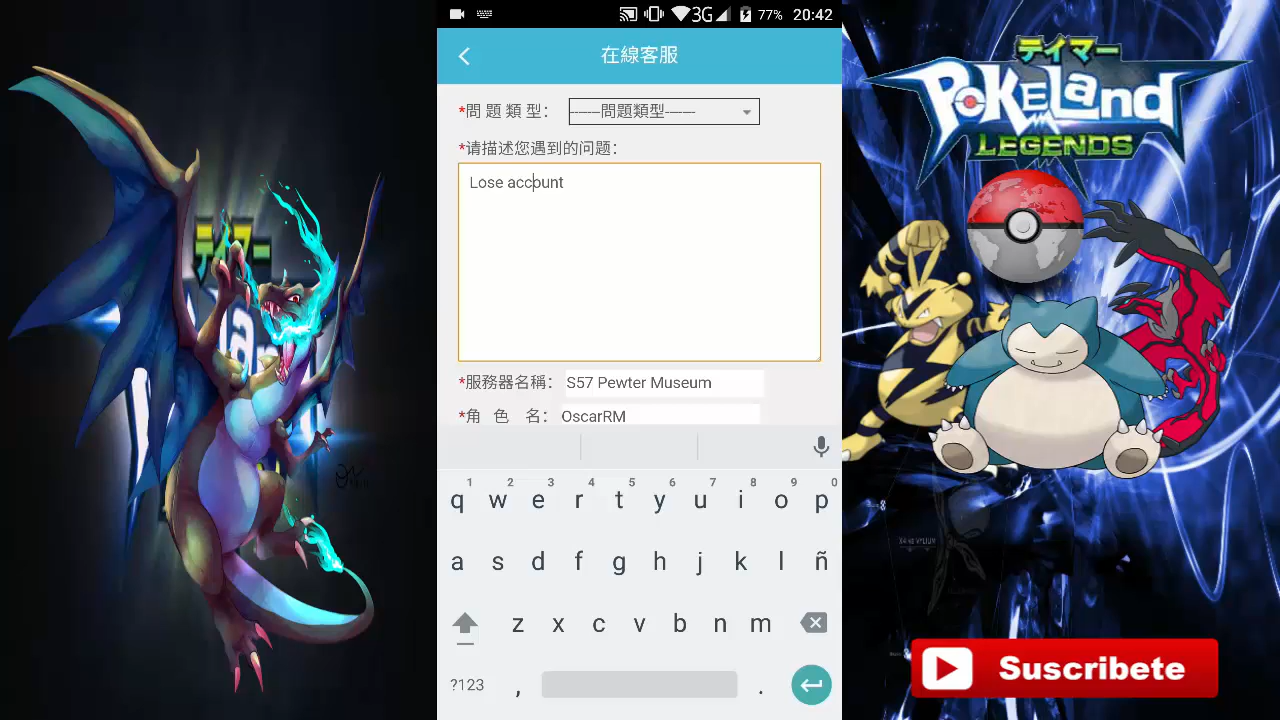 3G 77% 20:42
在線客服
*問 題 類 型： -------問題類型-------
*请描述您遇到的问题：
Lose account
*服務器名稱： S57 Pewter Museum
*角 色 名： OscarRM
1 2 3 4 5 6 7 8 9 0
q w e r t y u i o p
a s d f g h j k l ñ
z x c v b n m
?123 , .
テイマー
POKELAND
LEGENDS
Suscribete